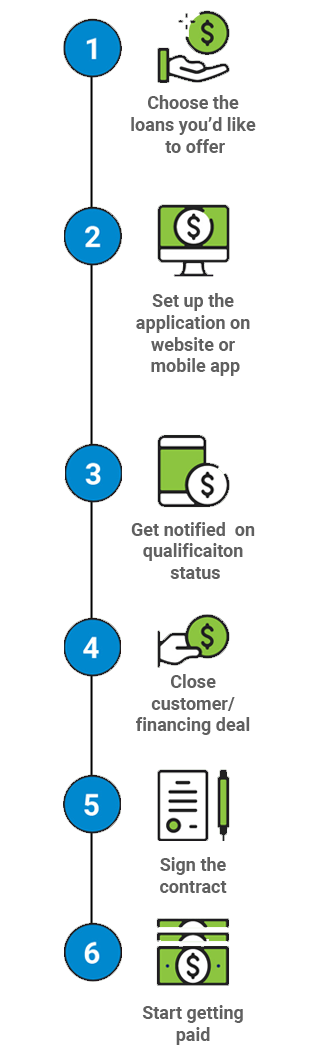 1
Choose the
loans you’d like
to offer
2
Set up the
application on
website or
mobile app
3
Get notified on
qualificaiton
status
4
Close
customer/
financing deal
5
Sign the
contract
6
Start getting
paid